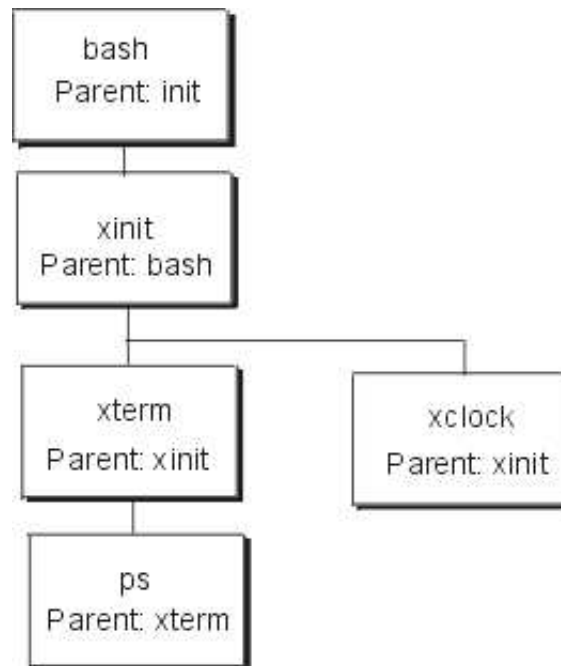 bash
Parent: init
xinit
Parent: bash
xterm
Parent: xinit
xclock
Parent: xinit
ps
Parent: xterm